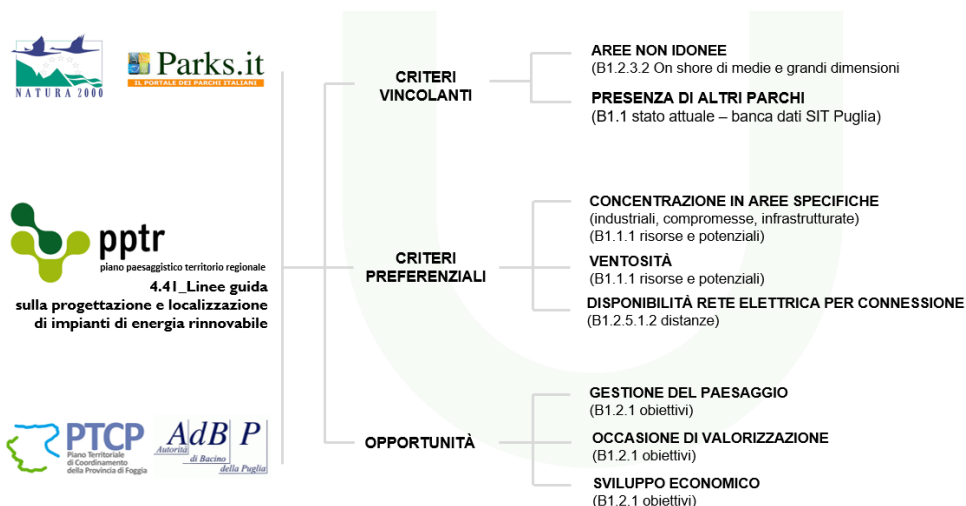 NATURA 2000
Parks.it
IL PORTALE DEI PARCHI ITALIANI
pptr
piano paesaggistico territorio regionale
4.41_Linee guida
sulla progettazione e localizzazione
di impianti di energia rinnovabile
PTCP
Piano Territoriale
di Coordinamento
della Provincia di Foggia
AdB P
Autorità
di Bacino
della Puglia
CRITERI
VINCOLANTI
AREE NON IDONEE
(B1.2.3.2 On shore di medie e grandi dimensioni
PRESENZA DI ALTRI PARCHI
(B1.1 stato attuale – banca dati SIT Puglia)
CRITERI
PREFERENZIALI
CONCENTRAZIONE IN AREE SPECIFICHE
(industriali, compromesse, infrastrutturate)
(B1.1.1 risorse e potenziali)
VENTOSITÀ
(B1.1.1 risorse e potenziali)
DISPONIBILITÀ RETE ELETTRICA PER CONNESSIONE
(B1.2.5.1.2 distanze)
OPPORTUNITÀ
GESTIONE DEL PAESAGGIO
(B1.2.1 obiettivi)
OCCASIONE DI VALORIZZAZIONE
(B1.2.1 obiettivi)
SVILUPPO ECONOMICO
(B1.2.1 obiettivi)